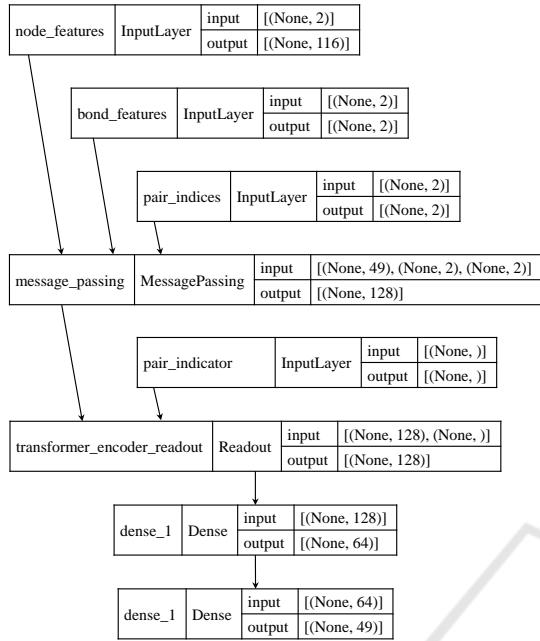 node_features InputLayer input [(None, 2)]
output [(None, 116)]
bond_features InputLayer input [(None, 2)]
output [(None, 2)]
pair_indices InputLayer input [(None, 2)]
output [(None, 2)]
message_passing MessagePassing input [(None, 49), (None, 2), (None, 2)]
output [(None, 128)]
pair_indicator InputLayer input [(None, )]
output [(None, )]
transformer_encoder_readout Readout input [(None, 128), (None, )]
output [(None, 128)]
dense_1 Dense input [(None, 128)]
output [(None, 64)]
dense_1 Dense input [(None, 64)]
output [(None, 49)]